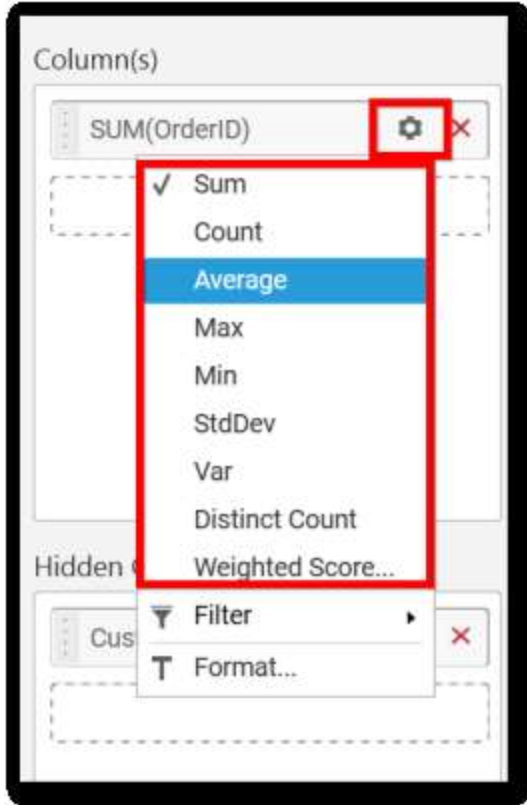 Column(s)
SUM(OrderID)
Sum
Count
Average
Max
Min
StdDev
Var
Distinct Count
Hidden
Weighted Score...
Filter
Cus
Format...